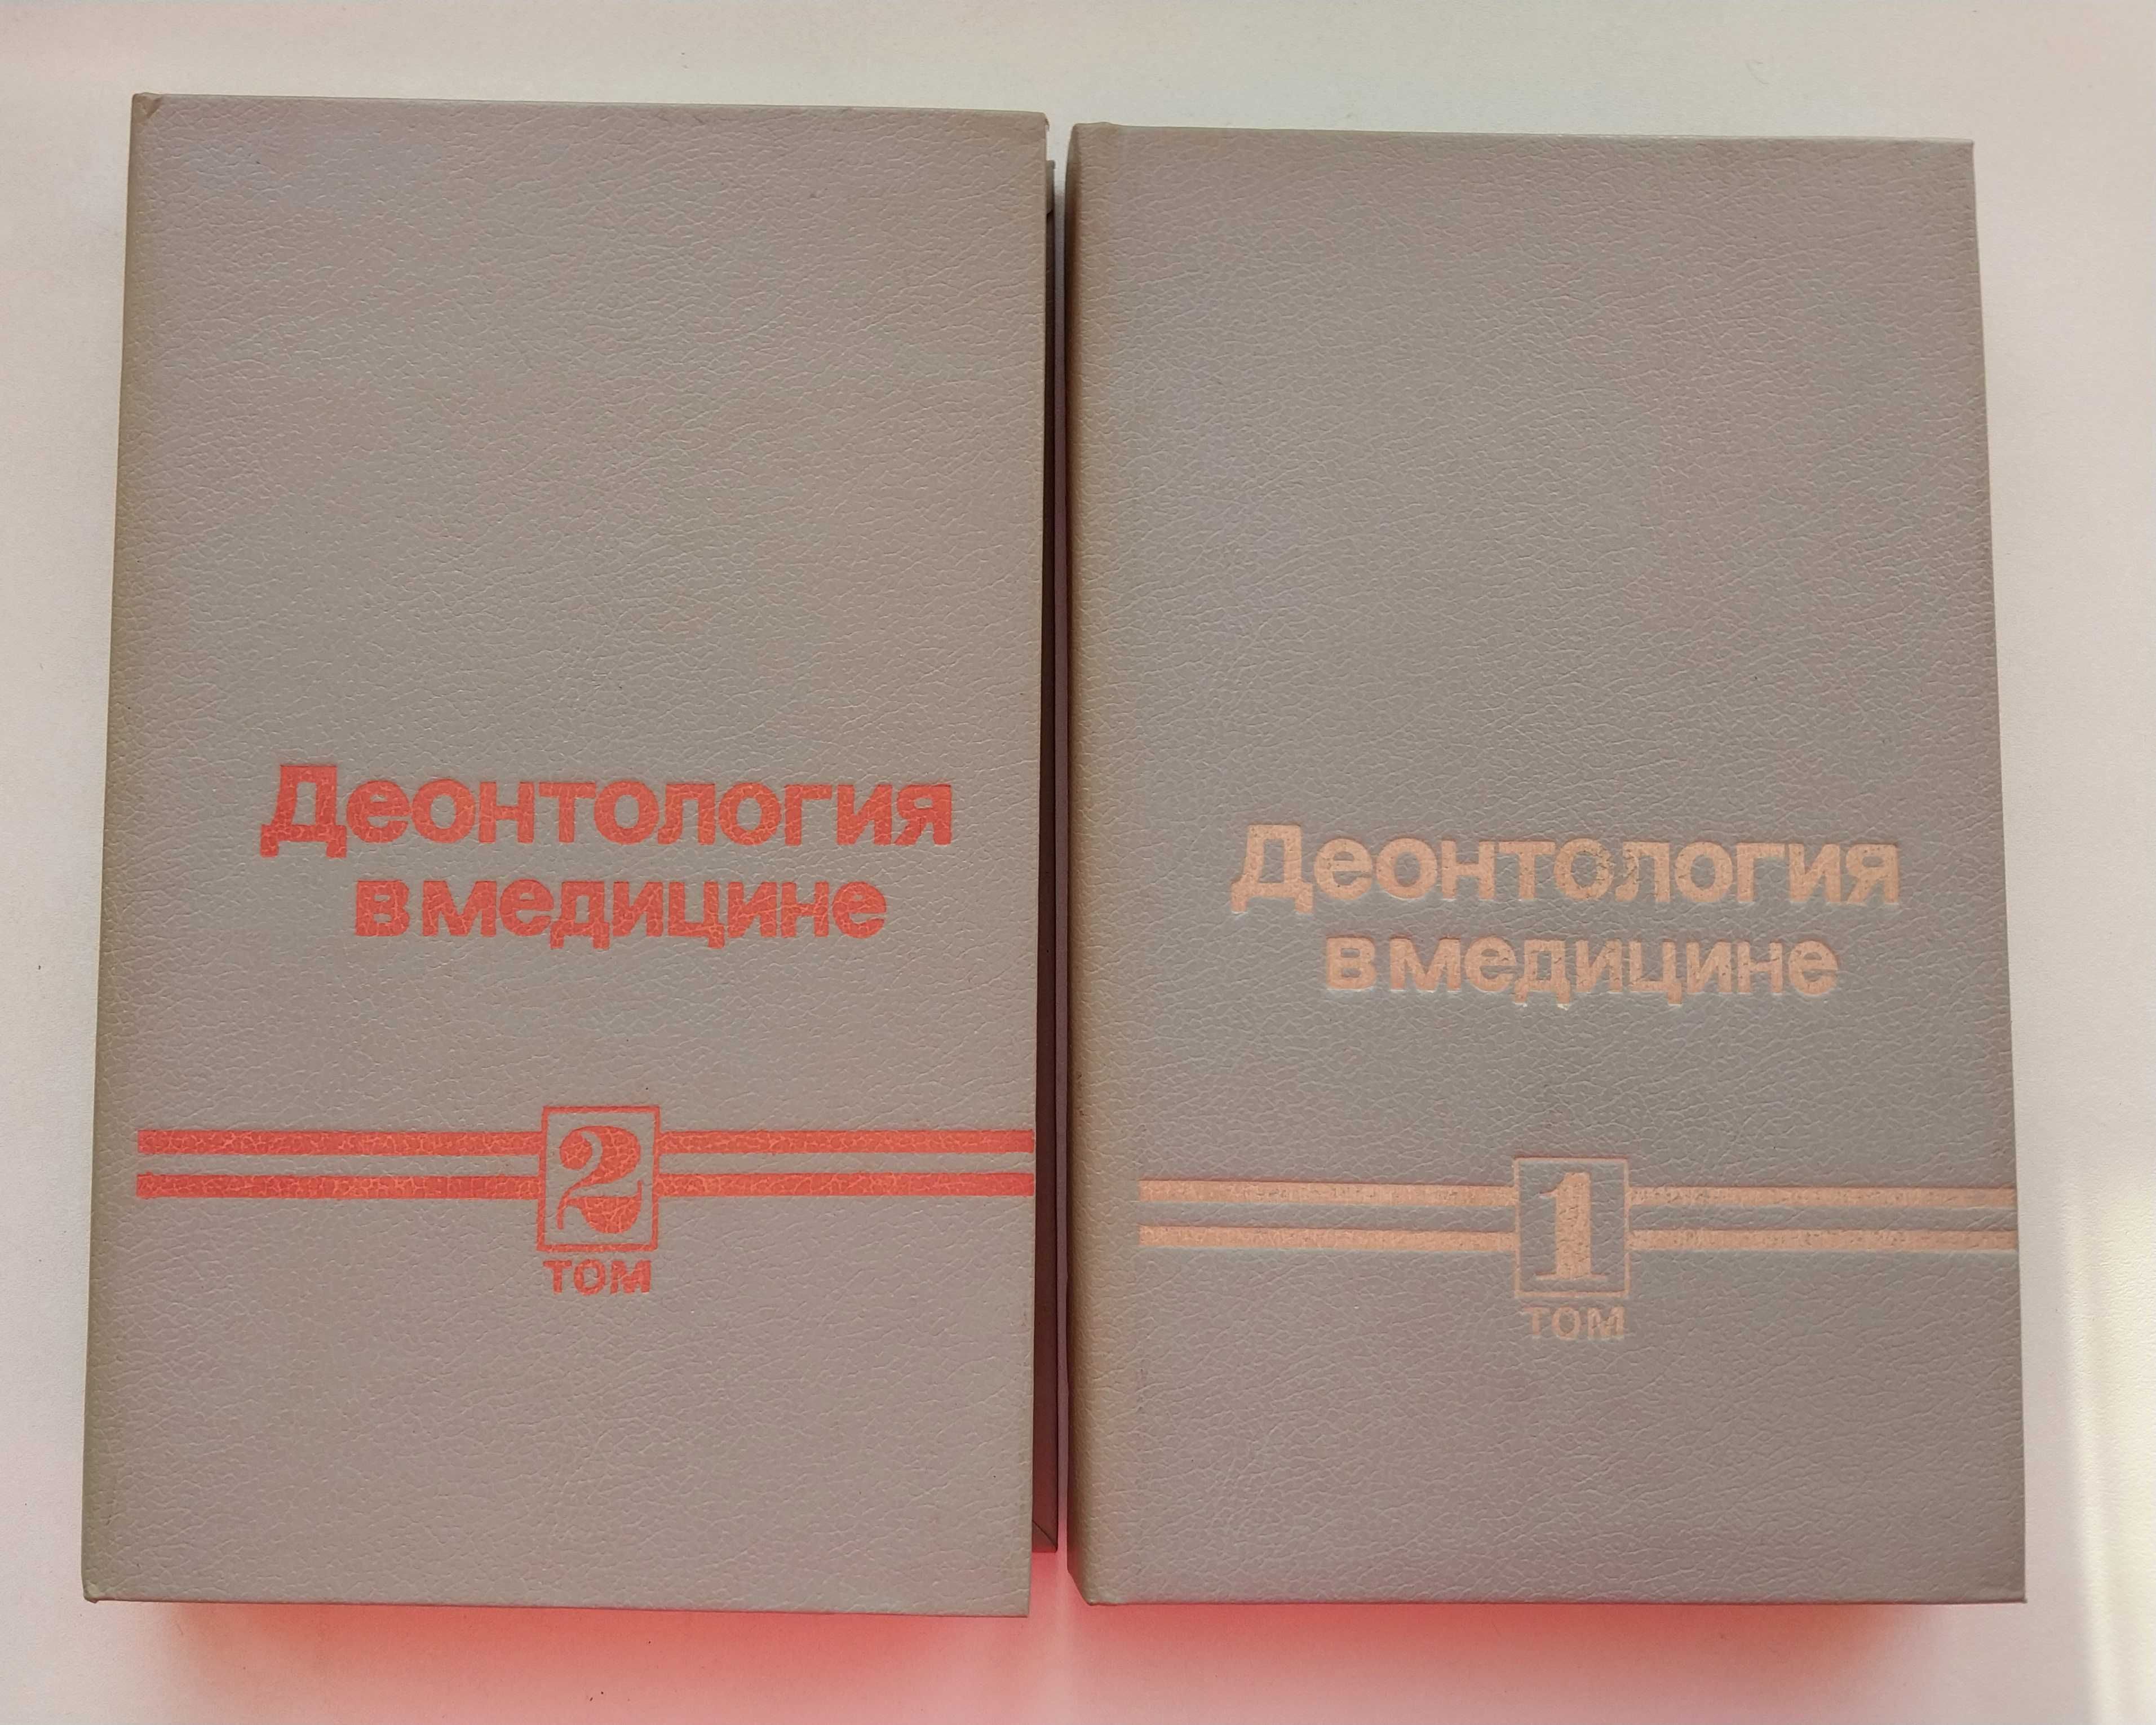 Деонтология
в медицине
2
ТОМ
Деонтология
в медицине
1
ТОМ